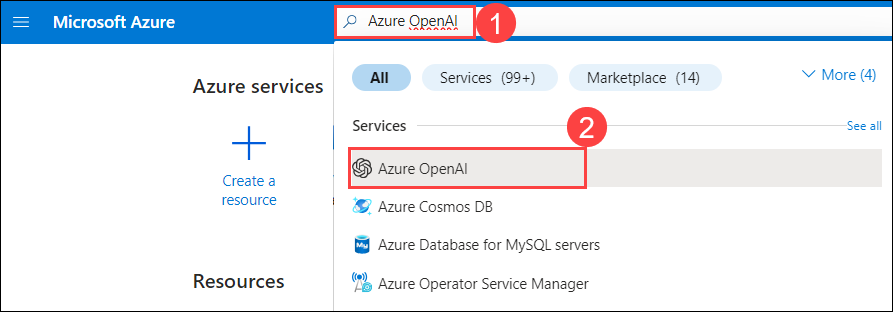 Microsoft Azure
Azure OpenAI
1
All
Services (99+)
Marketplace (14)
More (4)
Azure services
Create a
resource
Resources
Services
2
See all
Azure OpenAI
Azure Cosmos DB
My
Azure Database for MySQL servers
Azure Operator Service Manager